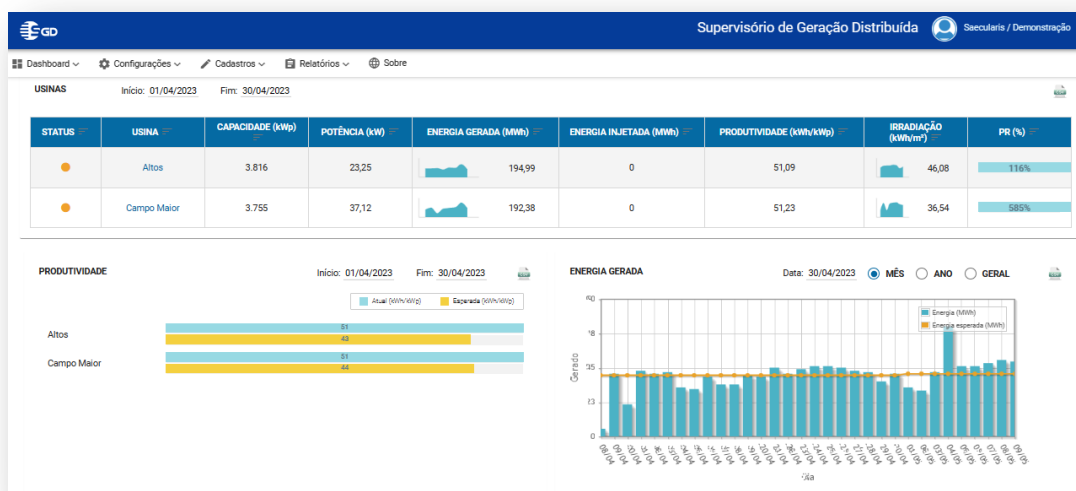 GD
Supervisório de Geração Distribuída
Saecularis / Demonstração
Dashboard
Configurações
Cadastros
Relatórios
Sobre
USINAS
Início: 01/04/2023
Fim: 30/04/2023
STATUS
USINA
CAPACIDADE (kWp)
POTÊNCIA (kW)
ENERGIA GERADA (MWh)
ENERGIA INJETADA (MWh)
PRODUTIVIDADE (kWh/kWp)
IRRADIAÇÃO
(kWh/m²)
PR (%)
Altos
3.816
23,25
194,99
0
51,09
46,08
116%
Campo Maior
3.755
37,12
192,38
0
51,23
36,54
585%
PRODUTIVIDADE
Início: 01/04/2023
Fim: 30/04/2023
Atual (kWh/kWp)
Esperada (kWh/kWp)
Altos
51
43
Campo Maior
51
44
ENERGIA GERADA
Data: 30/04/2023
MÊS
ANO
GERAL
Energia (MWh)
Energia esperada (MWh)
Gerado
0
08/04
09/04